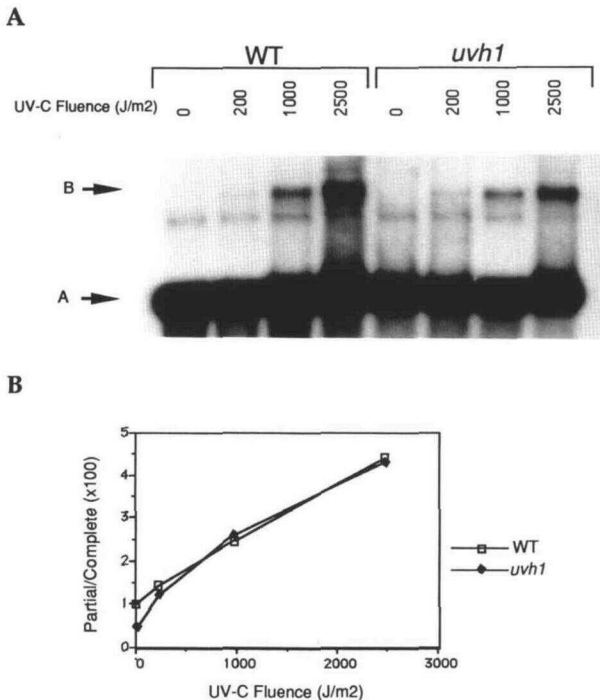 A
WT uvh1
UV-C Fluence (J/m2) 0 200 1000 2500 0 200 1000 2500
B
A
B
5
4
3
2
1
0
Partial/Complete (x100)
0 1000 2000 3000
UV-C Fluence (J/m2)
WT
uvh1